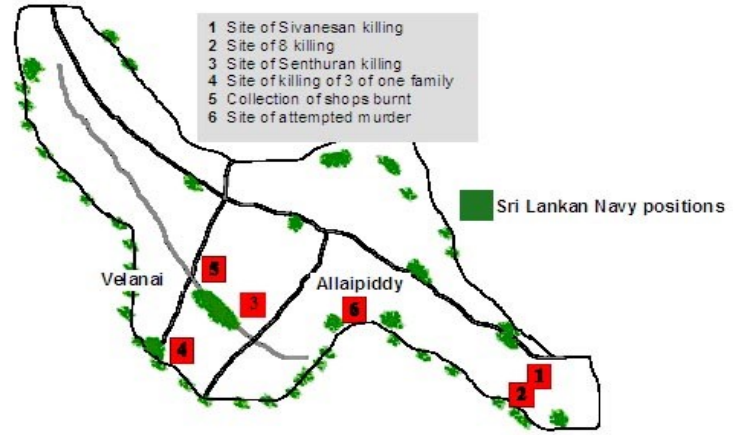 1 Site of Sivanesan killing
2 Site of 8 killing
3 Site of Senthuran killing
4 Site of killing of 3 of one family
5 Collection of shops burnt
6 Site of attempted murder
Sri Lankan Navy positions
Velanai
5
3
Allaipiddy
6
4
1
2